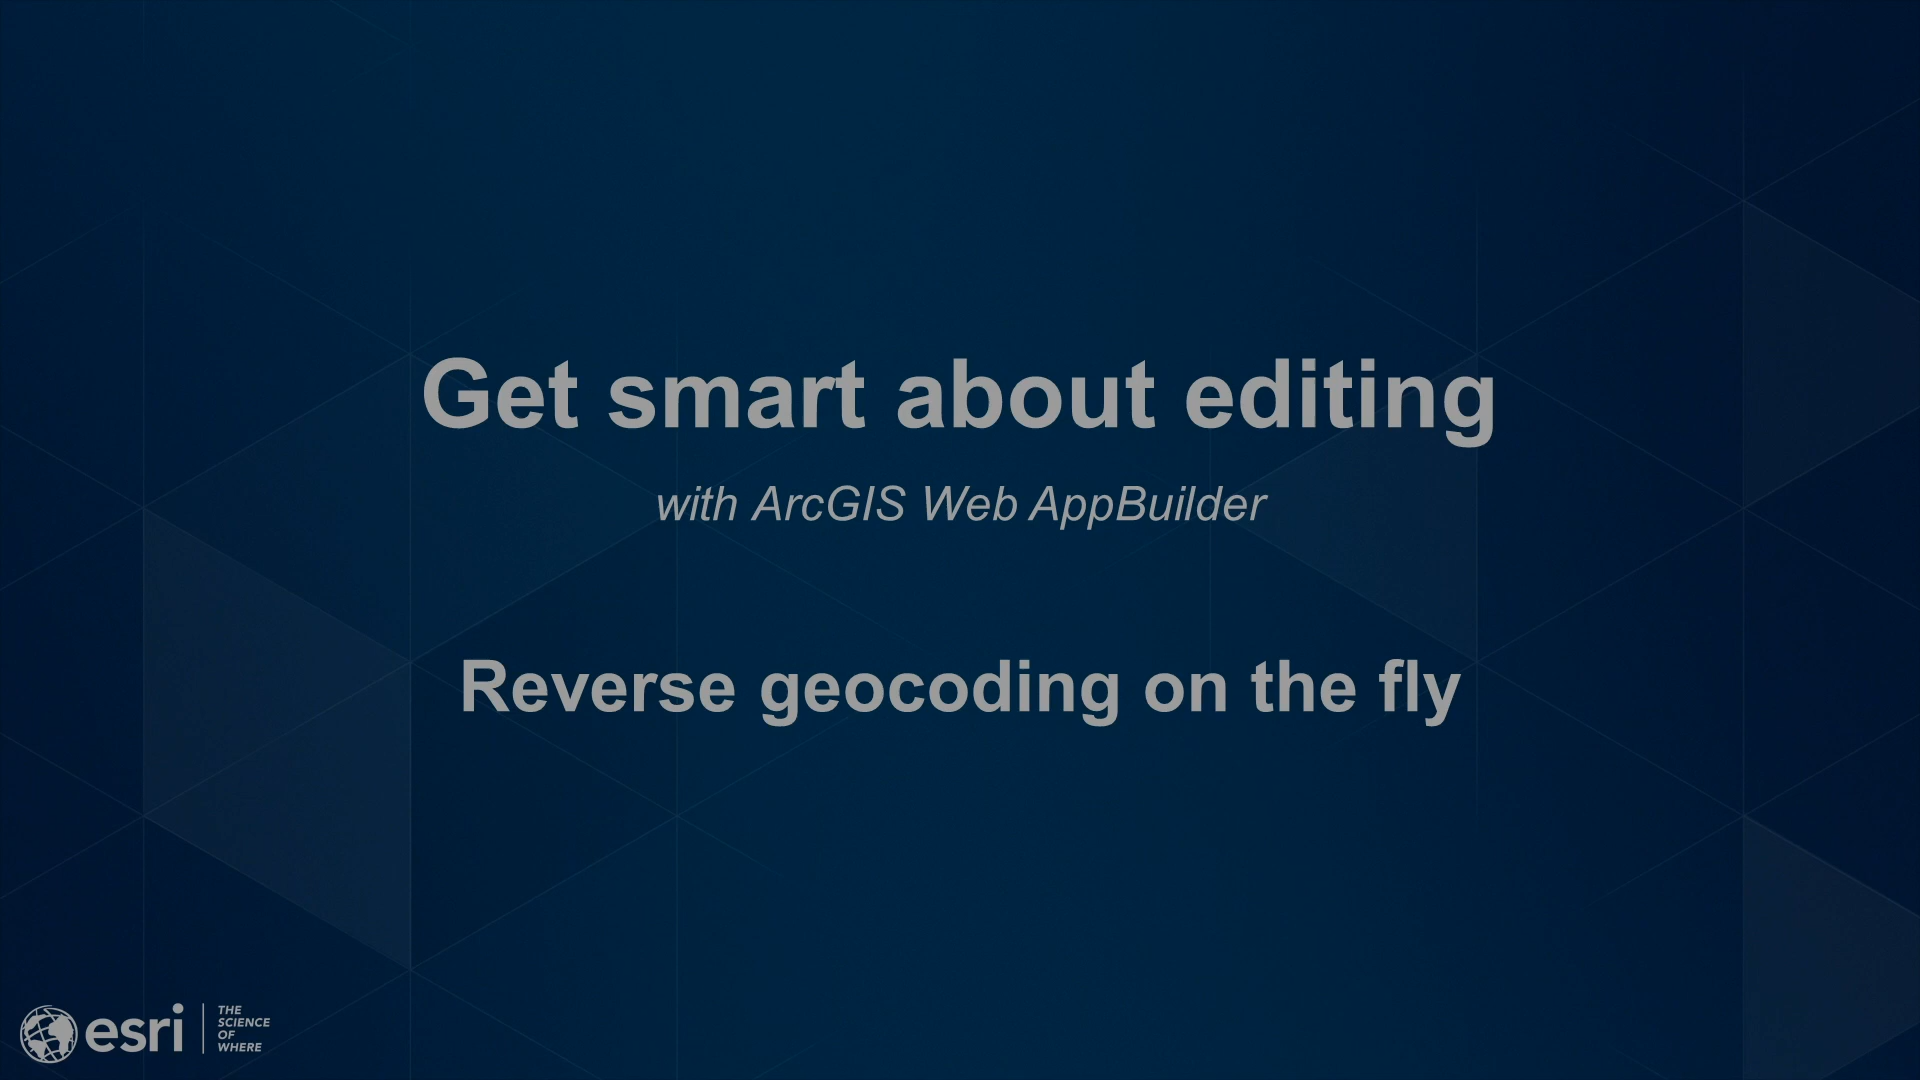 Get smart about editing
with ArcGIS Web AppBuilder
Reverse geocoding on the fly
esri
THE
SCIENCE
OF
WHERE